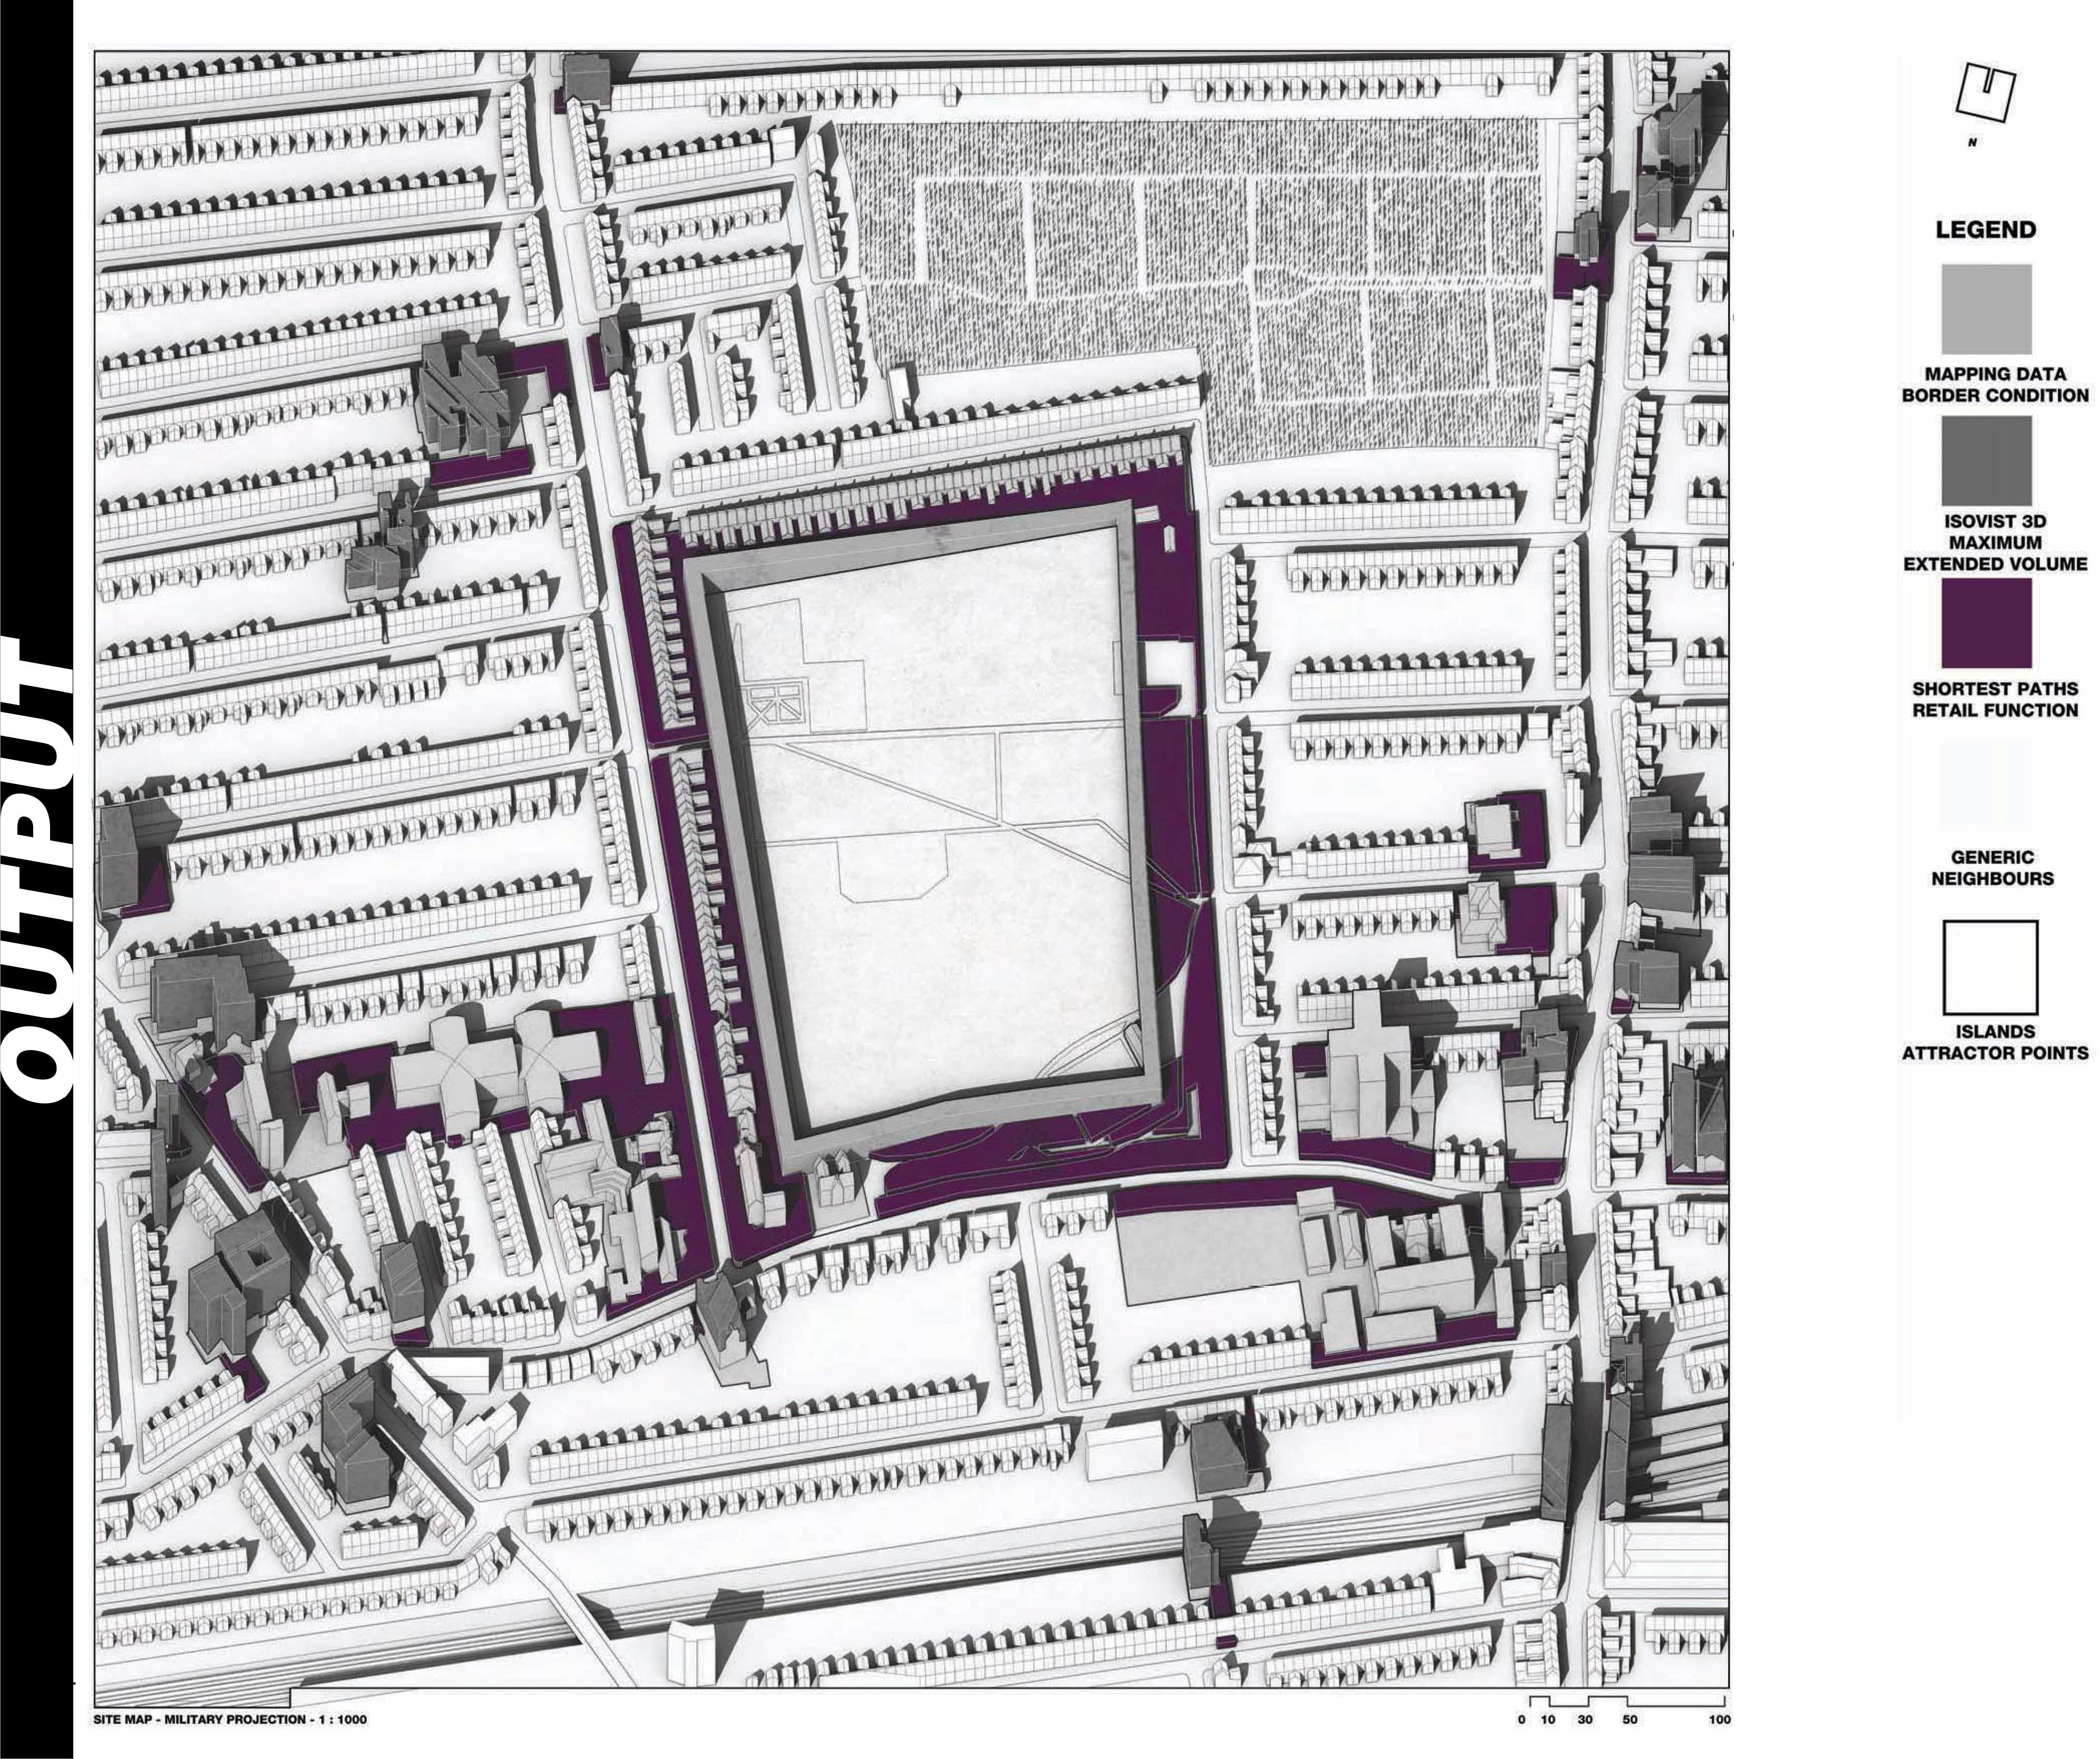 OUTPUT
N
LEGEND
MAPPING DATA
BORDER CONDITION
ISOVIST 3D
MAXIMUM
EXTENDED VOLUME
SHORTEST PATHS
RETAIL FUNCTION
GENERIC
NEIGHBOURS
ISLANDS
ATTRACTOR POINTS
SITE MAP - MILITARY PROJECTION - 1 : 1000
0 10 30 50 100